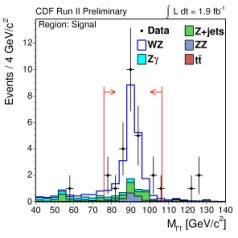 CDF Run II Preliminary ∫ L dt = 1.9 fb⁻¹
Region: Signal
Data Z+jets
WZ ZZ
Zγ tt̄
Events / 4 GeV/c²
12
10
8
6
4
2
0
40 50 60 70 80 90 100 110 120 130 140
M_ll [GeV/c²]